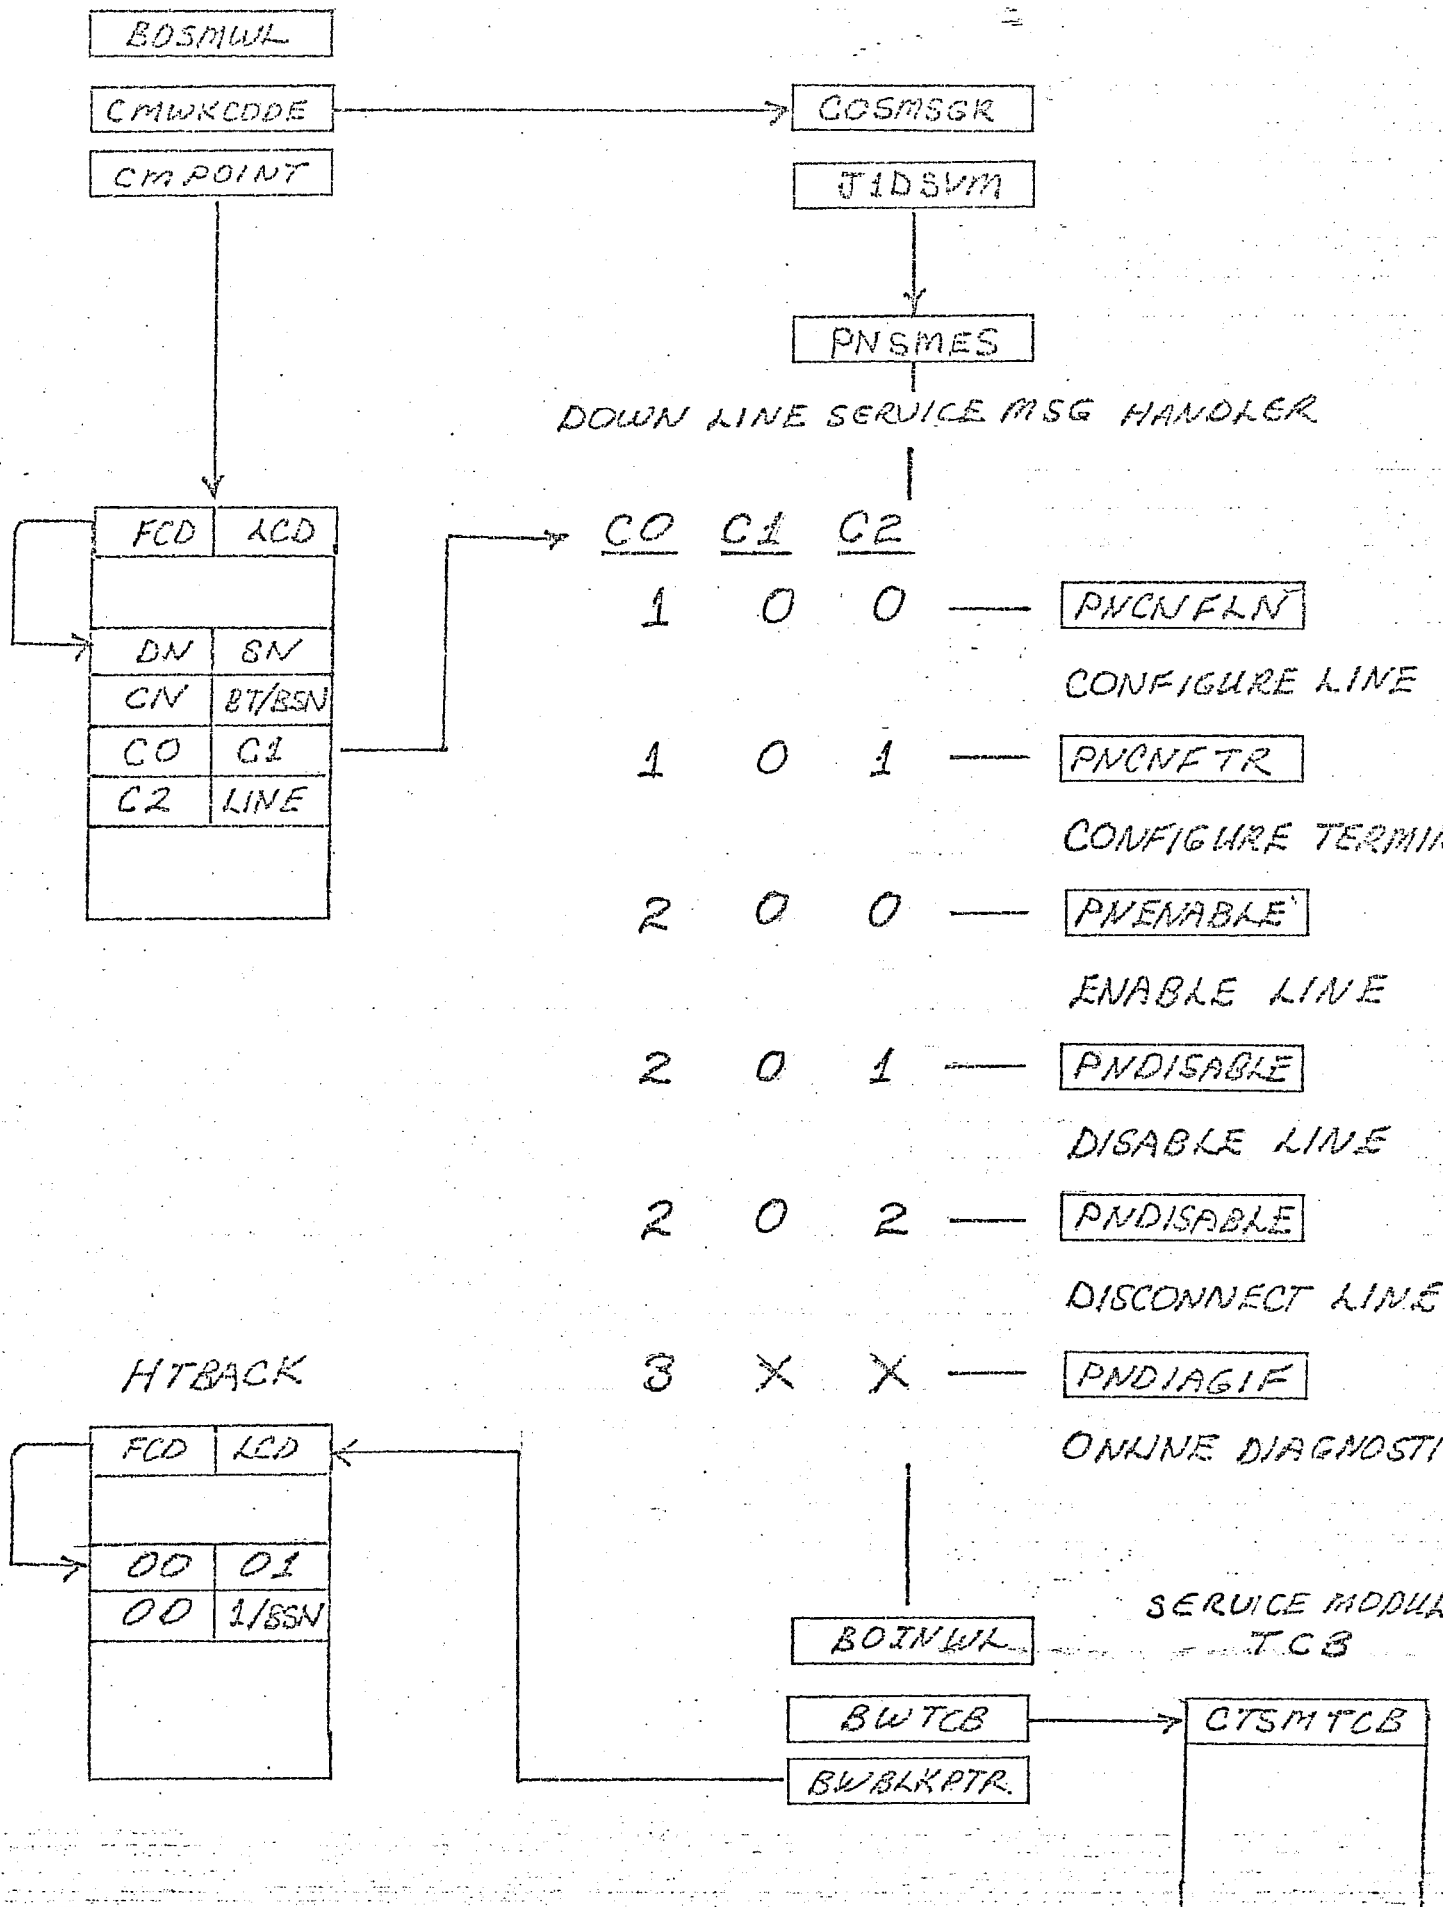 BOSMWL
CMWKCODE
COSMSGR
CMPOINT
J1DSVM
PNSMES
DOWN LINE SERVICE MSG HANDLER
FCD LCD
C0 C1 C2
1 0 0 PNCNFLN
DN SN
CN BT/BSN
CONFIGURE LINE
C0 C1
1 0 1 PNCNFTR
C2 LINE
CONFIGURE TERMIN
2 0 0 PNENABLE
ENABLE LINE
2 0 1 PNDISABLE
DISABLE LINE
2 0 2 PNDISABLE
DISCONNECT LINE
HTBACK
3 X X PNDIAGIF
FCD LCD
ONLINE DIAGNOSTI
00 01
00 1/BSN
SERVICE MODUL
BOINWL
TCB
BWTCB
CTSMTCB
BWBLKPTR